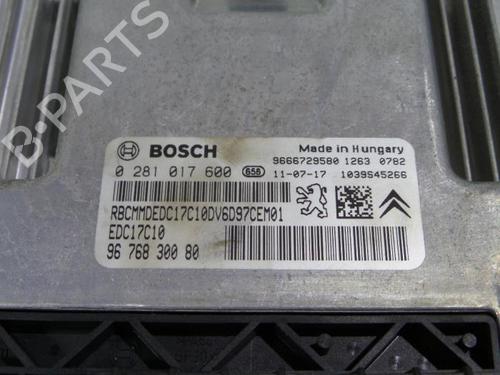 B-PARTS
BOSCH
Made in Hungary
9666729580 1263 0782
0 281 017 600 656 11-07-17 1039S45266
RBCMMDEDC17C10DV6D97CEM01
EDC17C10
96 768 300 80